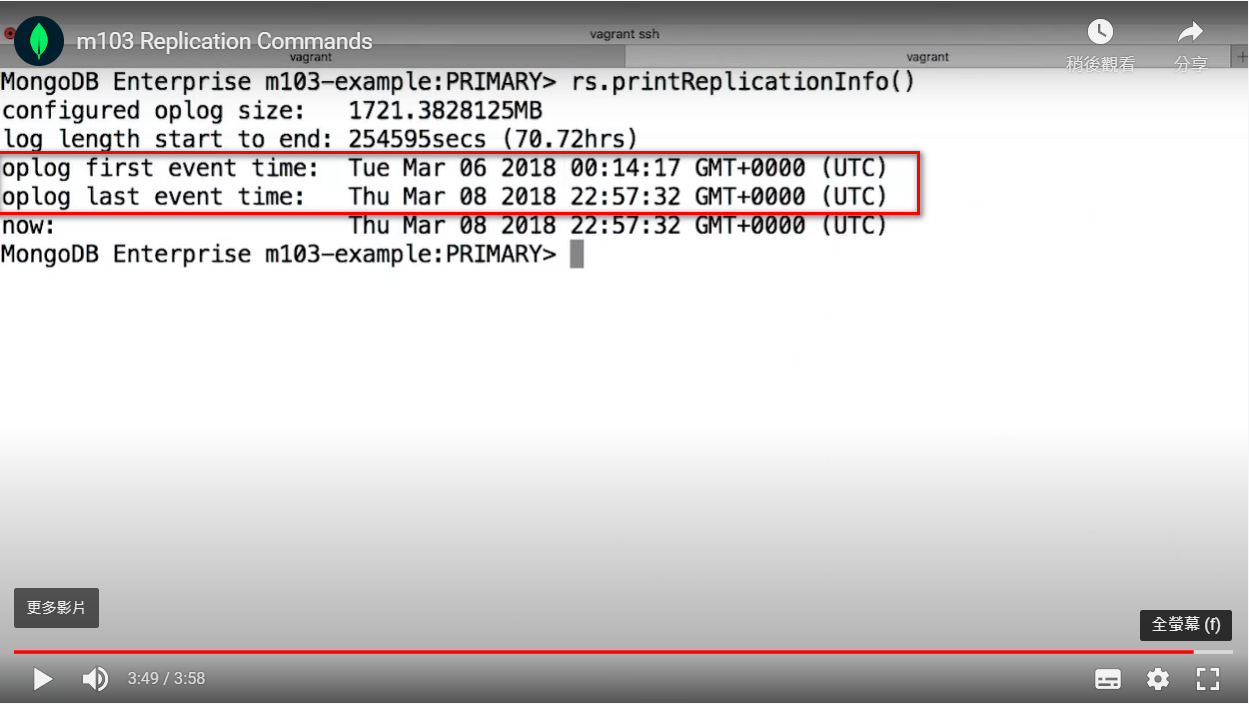 vagrant ssh
m103 Replication Commands
稍後觀看
分享
vagrant
vagrant
+
MongoDB Enterprise m103-example:PRIMARY> rs.printReplicationInfo()
configured oplog size:   1721.3828125MB
log length start to end: 254595secs (70.72hrs)
oplog first event time:  Tue Mar 06 2018 00:14:17 GMT+0000 (UTC)
oplog last event time:   Thu Mar 08 2018 22:57:32 GMT+0000 (UTC)
now:                     Thu Mar 08 2018 22:57:32 GMT+0000 (UTC)
MongoDB Enterprise m103-example:PRIMARY>
更多影片
全螢幕 (f)
3:49 / 3:58